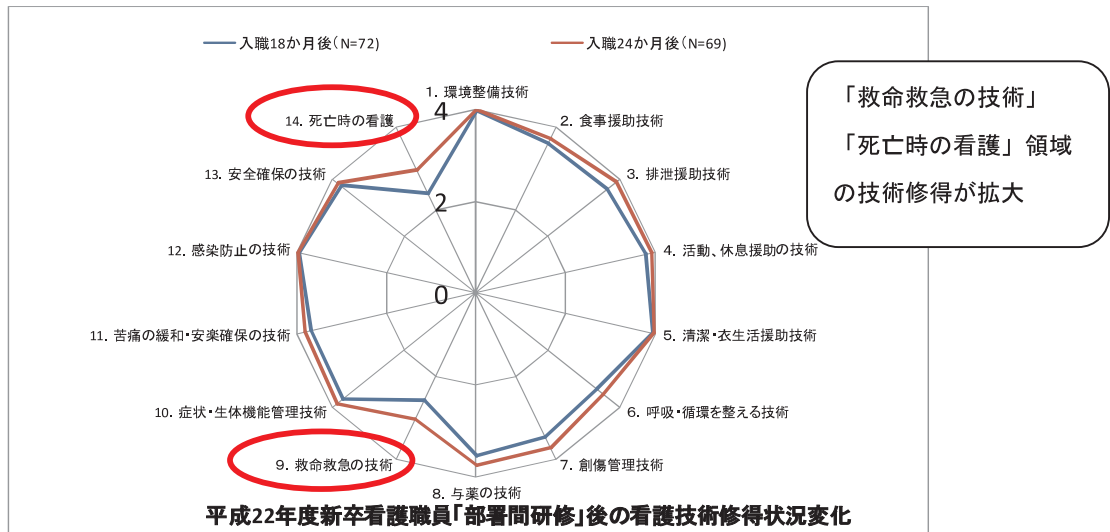 入職18か月後(N=72)
入職24か月後(N=69)
1. 環境整備技術
2. 食事援助技術
3. 排泄援助技術
4. 活動、休息援助の技術
5. 清潔・衣生活援助技術
6. 呼吸・循環を整える技術
7. 創傷管理技術
8. 与薬の技術
9. 救命救急の技術
10. 症状・生体機能管理技術
11. 苦痛の緩和・安楽確保の技術
12. 感染防止の技術
13. 安全確保の技術
14. 死亡時の看護
4
2
0
「救命救急の技術」
「死亡時の看護」領域
の技術修得が拡大
平成22年度新卒看護職員「部署間研修」後の看護技術修得状況変化